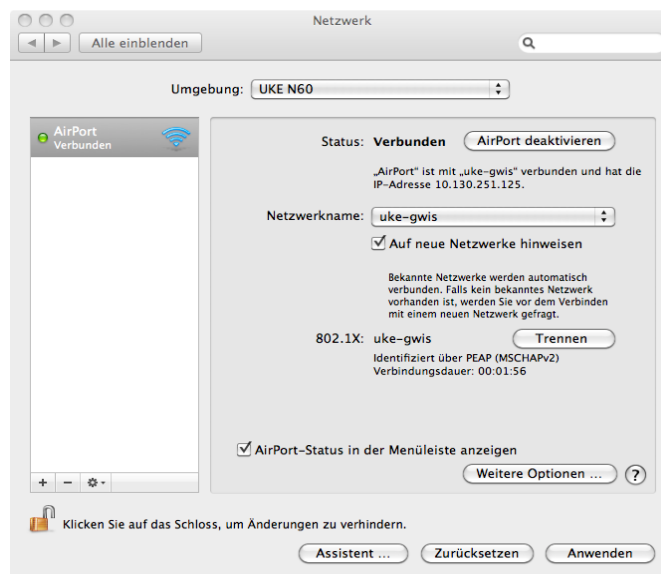 Netzwerk
Alle einblenden
Umgebung: UKE N60
AirPort
Verbunden
Status: Verbunden AirPort deaktivieren
„AirPort“ ist mit „uke-gwis“ verbunden und hat die
IP-Adresse 10.130.251.125.
Netzwerkname: uke-gwis
Auf neue Netzwerke hinweisen
Bekannte Netzwerke werden automatisch
verbunden. Falls kein bekanntes Netzwerk
vorhanden ist, werden Sie vor dem Verbinden
mit einem neuen Netzwerk gefragt.
802.1X: uke-gwis Trennen
Identifiziert über PEAP (MSCHAPv2)
Verbindungsdauer: 00:01:56
AirPort-Status in der Menüleiste anzeigen
Weitere Optionen ... ?
Klicken Sie auf das Schloss, um Änderungen zu verhindern.
Assistent ... Zurücksetzen Anwenden